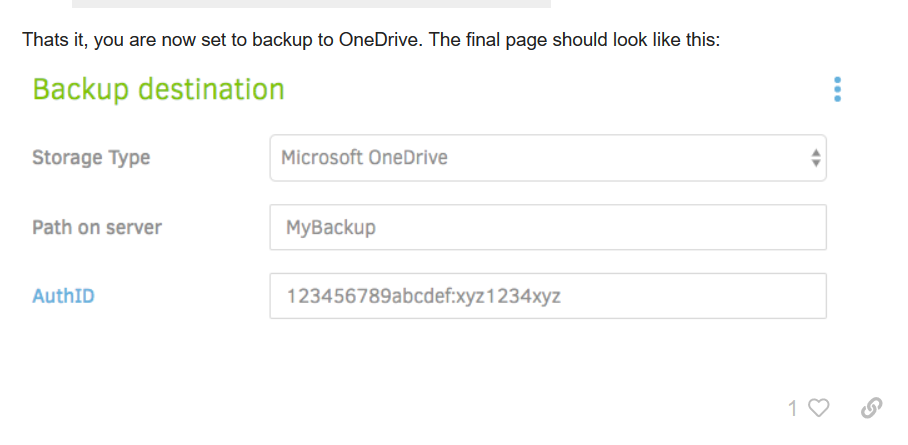 Thats it, you are now set to backup to OneDrive. The final page should look like this:
Backup destination
Storage Type
Microsoft OneDrive
Path on server
MyBackup
AuthID
123456789abcdef:xyz1234xyz
1